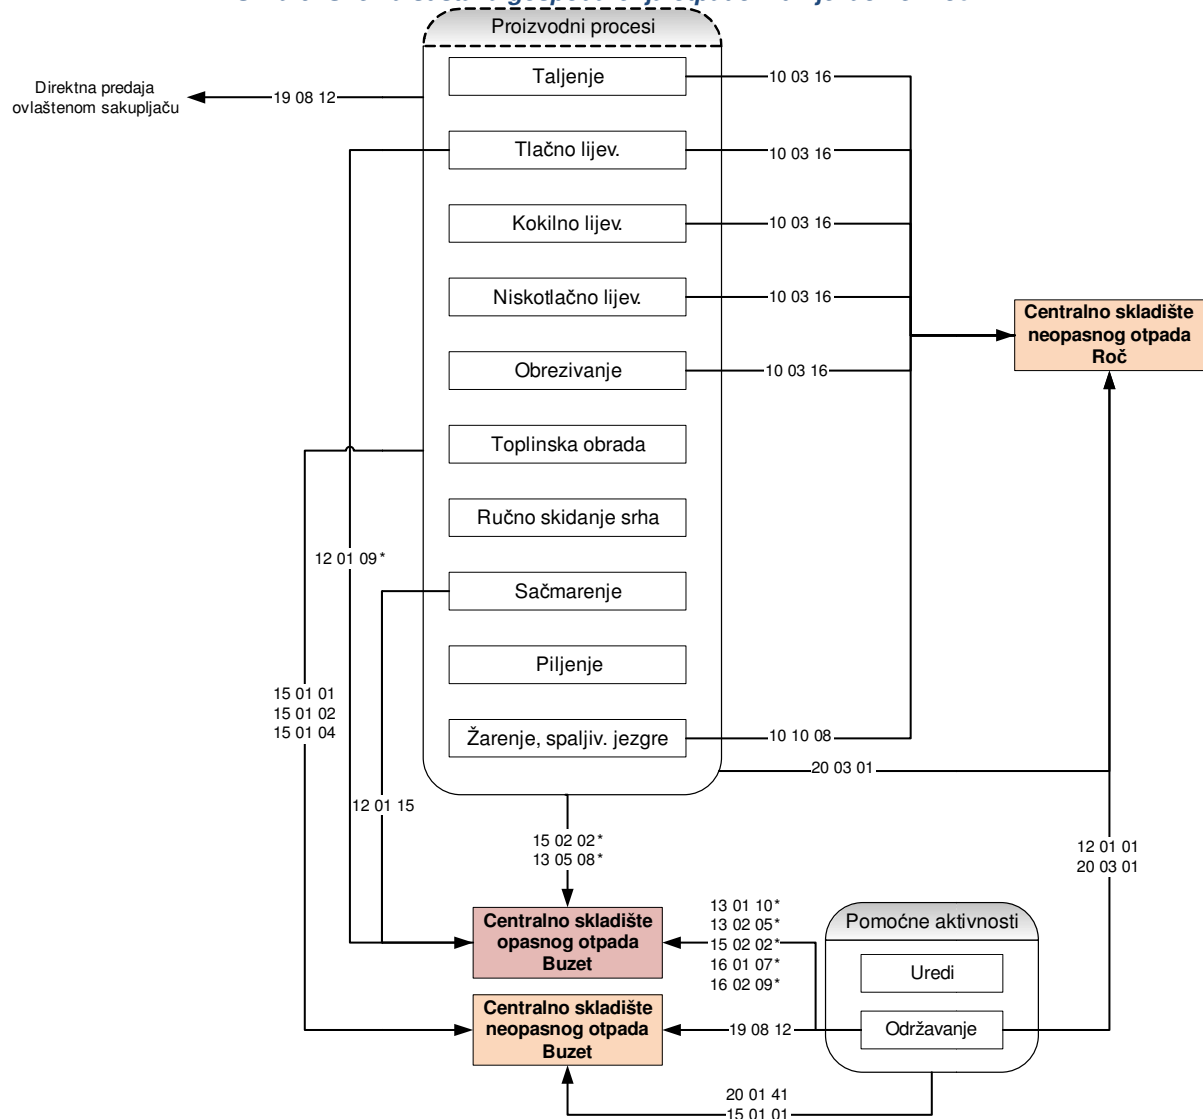 Proizvodni procesi
Taljenje
10 03 16
Direktna predaja
ovlaštenom sakupljaču
19 08 12
Tlačno lijev.
10 03 16
Kokilno lijev.
10 03 16
Niskotlačno lijev.
10 03 16
Centralno skladište
neopasnog otpada
Roč
Obrezivanje
10 03 16
Toplinska obrada
Ručno skidanje srha
12 01 09*
Sačmarenje
Piljenje
15 01 01
15 01 02
15 01 04
Žarenje, spaljiv. jezgre
10 10 08
20 03 01
12 01 15
15 02 02*
13 05 08*
12 01 01
20 03 01
Centralno skladište
opasnog otpada
Buzet
13 01 10*
13 02 05*
15 02 02*
16 01 07*
16 02 09*
Pomoćne aktivnosti
Uredi
Centralno skladište
neopasnog otpada
Buzet
19 08 12
Održavanje
20 01 41
15 01 01